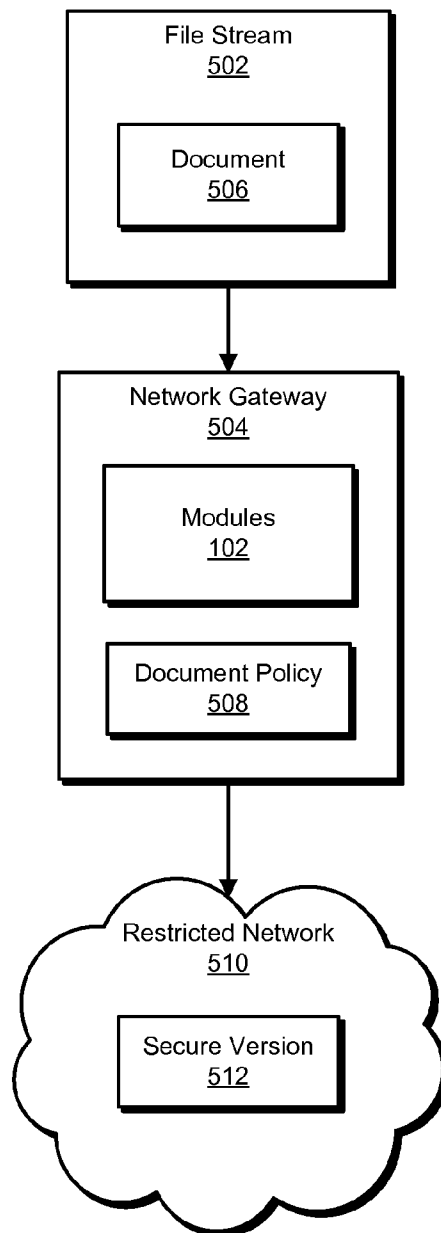 File Stream
502
Document
506
Network Gateway
504
Modules
102
Document Policy
508
Restricted Network
510
Secure Version
512